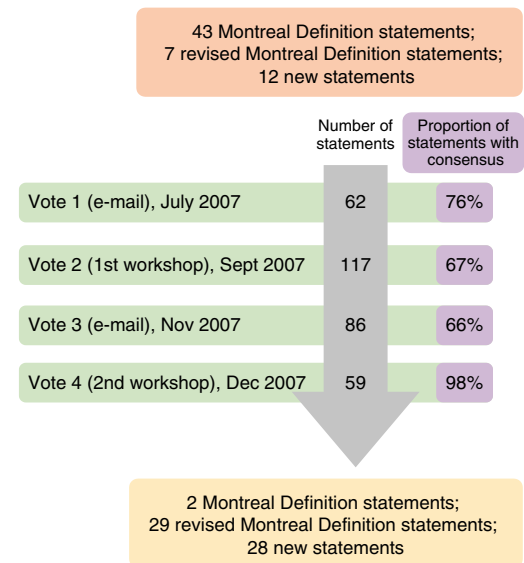 43 Montreal Definition statements;
7 revised Montreal Definition statements;
12 new statements
Number of
statements
Proportion of
statements with
consensus
Vote 1 (e-mail), July 2007 62 76%
Vote 2 (1st workshop), Sept 2007 117 67%
Vote 3 (e-mail), Nov 2007 86 66%
Vote 4 (2nd workshop), Dec 2007 59 98%
2 Montreal Definition statements;
29 revised Montreal Definition statements;
28 new statements